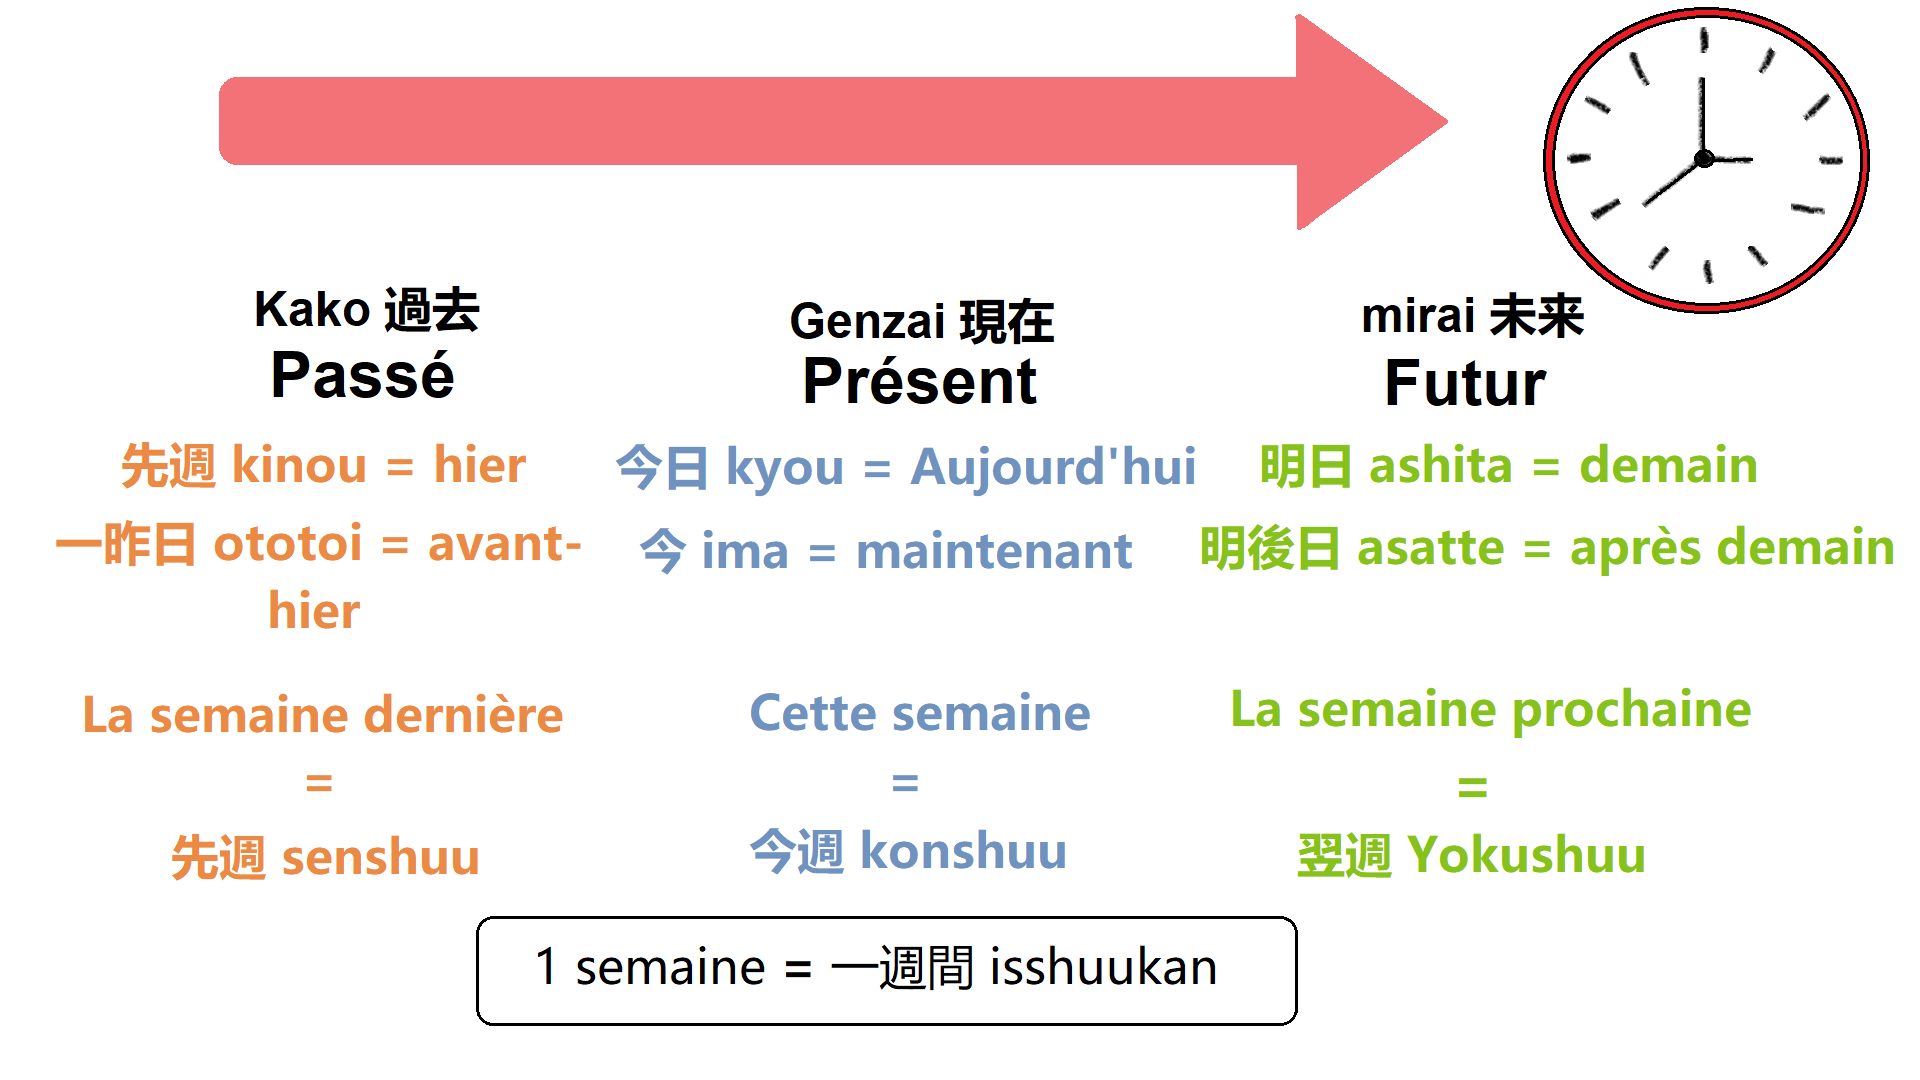 Kako 過去
Passé
先週 kinou = hier
一昨日 ototoi = avant-
hier
La semaine dernière
=
先週 senshuu
Genzai 現在
Présent
今日 kyou = Aujourd'hui
今 ima = maintenant
Cette semaine
=
今週 konshuu
mirai 未来
Futur
明日 ashita = demain
明後日 asatte = après demain
La semaine prochaine
=
翌週 Yokushuu
1 semaine = 一週間 isshuukan